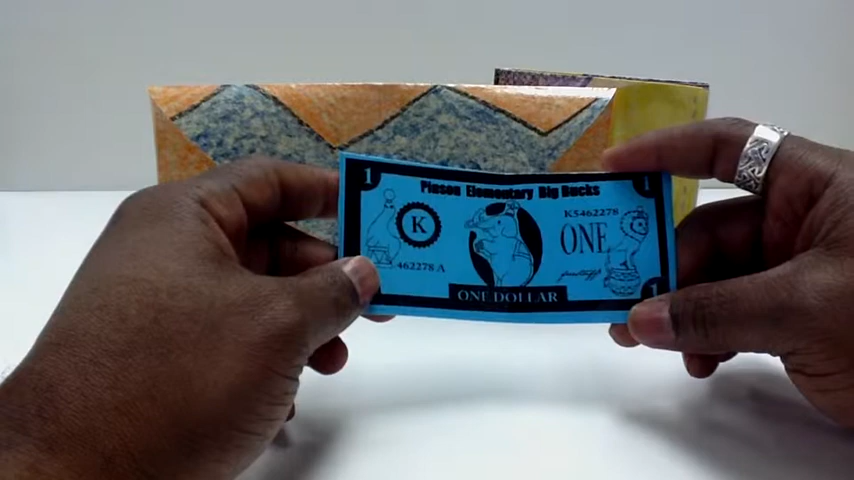 1 Pinson Elementary Big Bucks 1
K5462278
K
ONE
462278 A
ONE DOLLAR
1